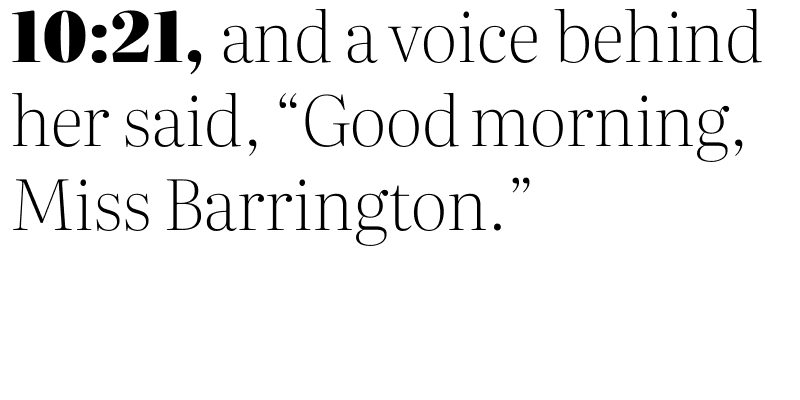 10:21, and a voice behind
her said, “Good morning,
Miss Barrington.”